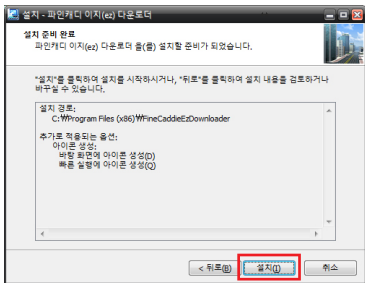 설치 - 파인캐디 이지(ez) 다운로더
설치 준비 완료
파인캐디 이지(ez) 다운로더 을(를) 설치할 준비가 되었습니다.
"설치"를 클릭하여 설치를 시작하시거나, "뒤로"를 클릭하여 설치 내용을 검토하거나
바꾸실 수 있습니다.
설치 경로:
C:₩Program Files (x86)₩FineCaddieEzDownloader
추가로 적용되는 옵션:
아이콘 생성:
바탕 화면에 아이콘 생성(D)
빠른 실행에 아이콘 생성(Q)
< 뒤로(B) 설치(I) 취소